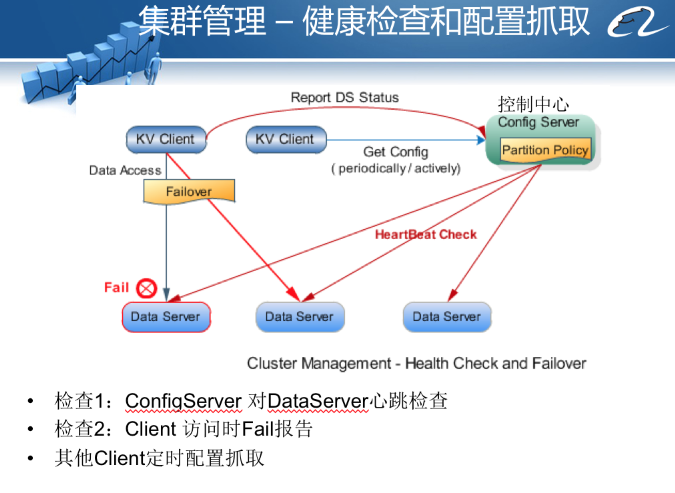 集群管理 – 健康检查和配置抓取
Report DS Status
控制中心
Config Server
KV Client
KV Client
Partition Policy
Get Config
( periodically / actively)
Data Access
Failover
HeartBeat Check
Fail
Data Server
Data Server
Data Server
Cluster Management - Health Check and Failover
• 检查1：ConfiqServer 对DataServer心跳检查
• 检查2：Client 访问时Fail报告
• 其他Client定时配置抓取